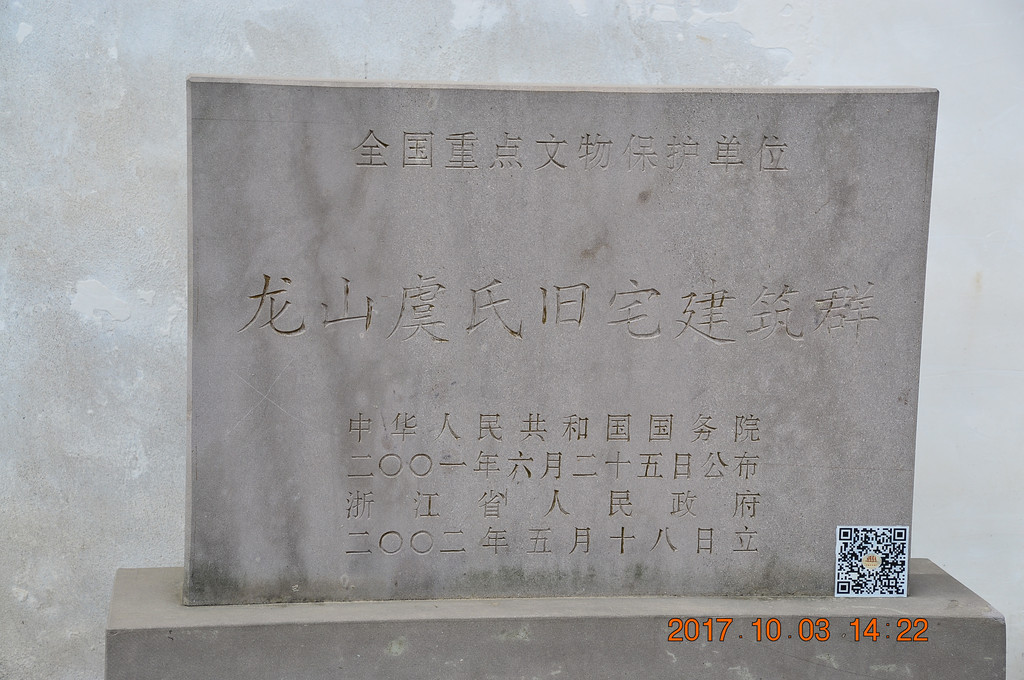 全国重点文物保护单位
龙山虞氏旧宅建筑群
中华人民共和国国务院
二〇〇一年六月二十五日公布
浙江省人民政府
二〇〇二年五月十八日立
2017.10.03 14:22